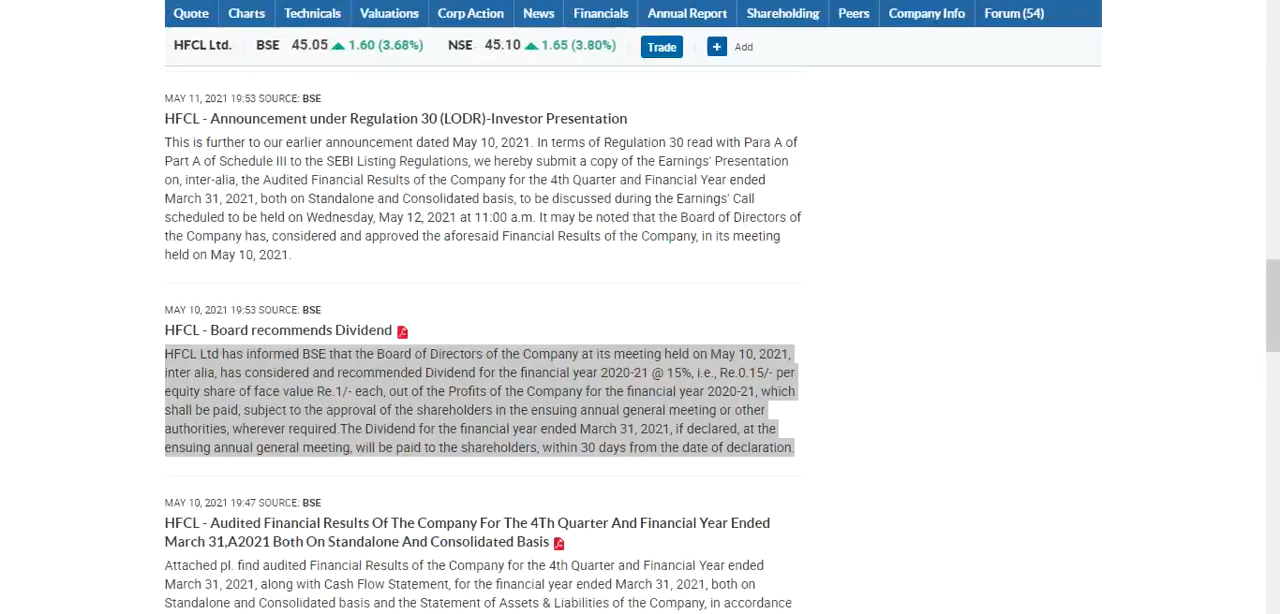 Quote Charts Technicals Valuations Corp Action News Financials Annual Report Shareholding Peers Company Info Forum (54)
HFCL Ltd. BSE 45.05 1.60 (3.68%) NSE 45.10 1.65 (3.80%) Trade + Add
MAY 11, 2021 19:53 SOURCE: BSE
HFCL - Announcement under Regulation 30 (LODR)-Investor Presentation
This is further to our earlier announcement dated May 10, 2021. In terms of Regulation 30 read with Para A of
Part A of Schedule III to the SEBI Listing Regulations, we hereby submit a copy of the Earnings' Presentation
on, inter-alia, the Audited Financial Results of the Company for the 4th Quarter and Financial Year ended
March 31, 2021, both on Standalone and Consolidated basis, to be discussed during the Earnings' Call
scheduled to be held on Wednesday, May 12, 2021 at 11:00 a.m. It may be noted that the Board of Directors of
the Company has, considered and approved the aforesaid Financial Results of the Company, in its meeting
held on May 10, 2021.
MAY 10, 2021 19:53 SOURCE: BSE
HFCL - Board recommends Dividend
HFCL Ltd has informed BSE that the Board of Directors of the Company at its meeting held on May 10, 2021,
inter alia, has considered and recommended Dividend for the financial year 2020-21 @ 15%, i.e., Re.0.15/- per
equity share of face value Re.1/- each, out of the Profits of the Company for the financial year 2020-21, which
shall be paid, subject to the approval of the shareholders in the ensuing annual general meeting or other
authorities, wherever required.The Dividend for the financial year ended March 31, 2021, if declared, at the
ensuing annual general meeting, will be paid to the shareholders, within 30 days from the date of declaration.
MAY 10, 2021 19:47 SOURCE: BSE
HFCL - Audited Financial Results Of The Company For The 4Th Quarter And Financial Year Ended
March 31,A2021 Both On Standalone And Consolidated Basis
Attached pl. find audited Financial Results of the Company for the 4th Quarter and Financial Year ended
March 31, 2021, along with Cash Flow Statement, for the financial year ended March 31, 2021, both on
Standalone and Consolidated basis and the Statement of Assets & Liabilities of the Company, in accordance